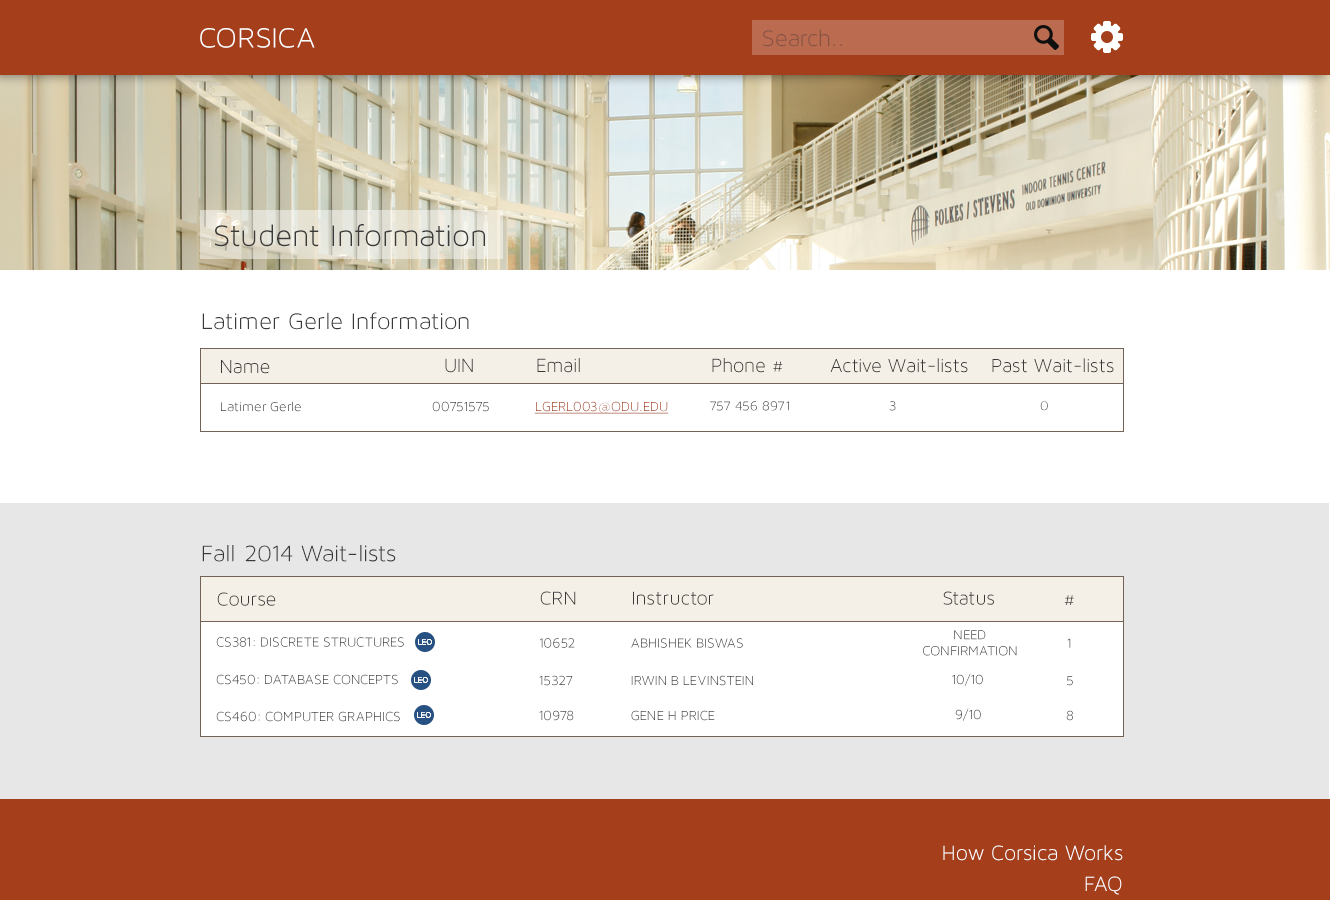 CORSICA
Search..
FOLKES / STEVENS INDOOR TENNIS CENTER
OLD DOMINION UNIVERSITY
Student Information
Latimer Gerle Information
Name UIN Email Phone # Active Wait-lists Past Wait-lists
Latimer Gerle 00751575 LGERL003@ODU.EDU 757 456 8971 3 0
Fall 2014 Wait-lists
Course CRN Instructor Status #
CS381: DISCRETE STRUCTURES LEO 10652 ABHISHEK BISWAS NEED CONFIRMATION 1
CS450: DATABASE CONCEPTS LEO 15327 IRWIN B LEVINSTEIN 10/10 5
CS460: COMPUTER GRAPHICS LEO 10978 GENE H PRICE 9/10 8
How Corsica Works
FAQ